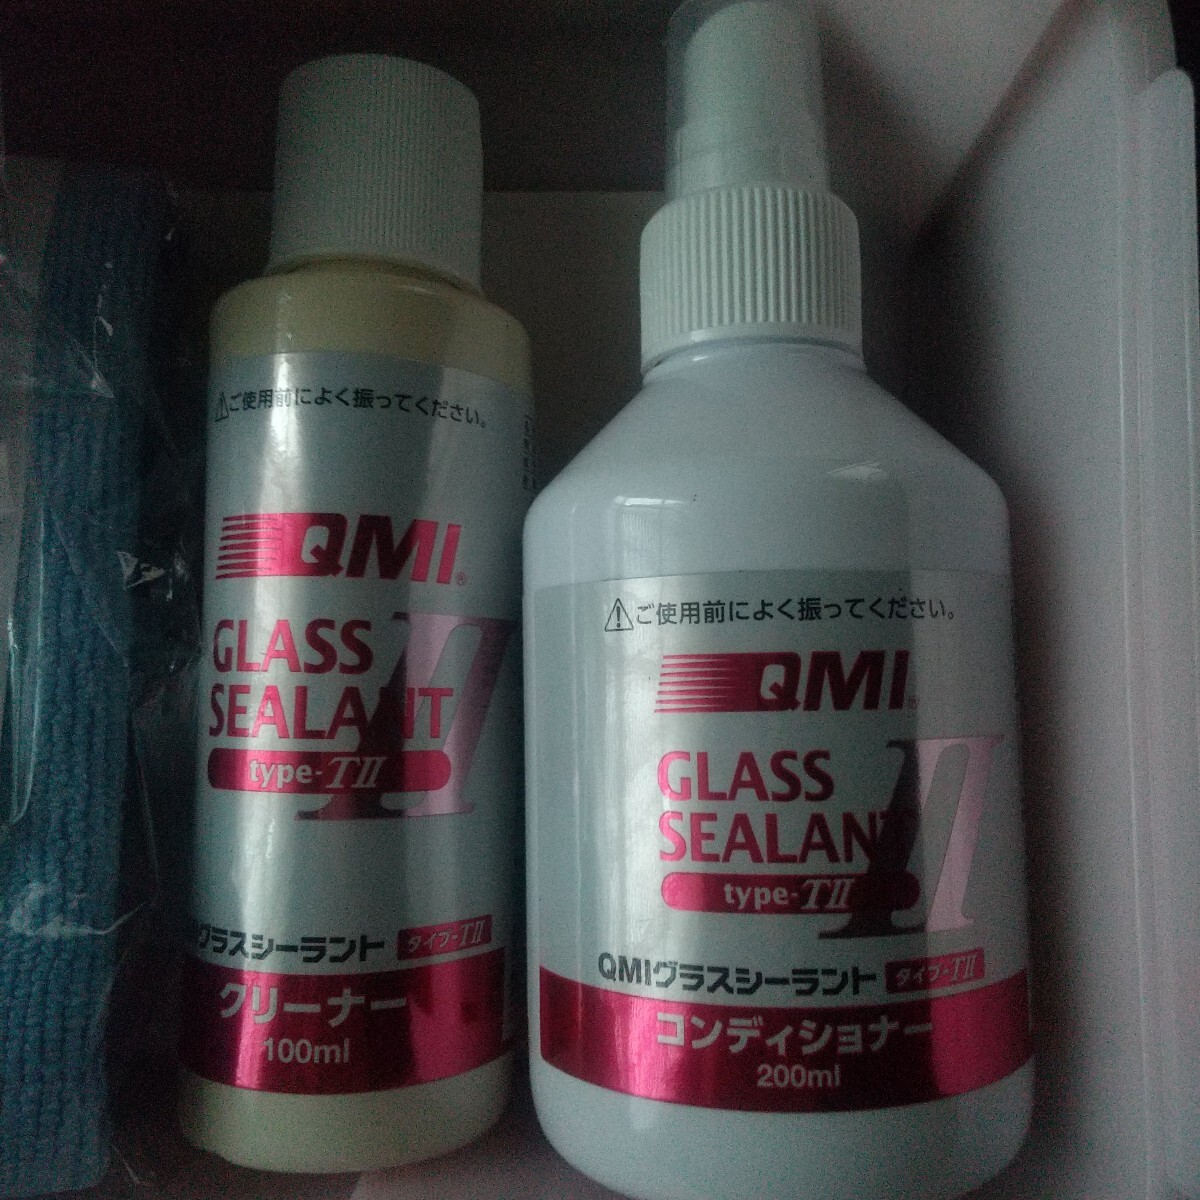 ご使用前によく振ってください。
QMI®
GLASS
SEALANT
type-TII
II
グラスシーラント タイプ-TII
クリーナー
100ml
ご使用前によく振ってください。
QMI
GLASS
SEALANT
type-TII
II
QMIグラスシーラント タイプ-TII
コンディショナー
200ml